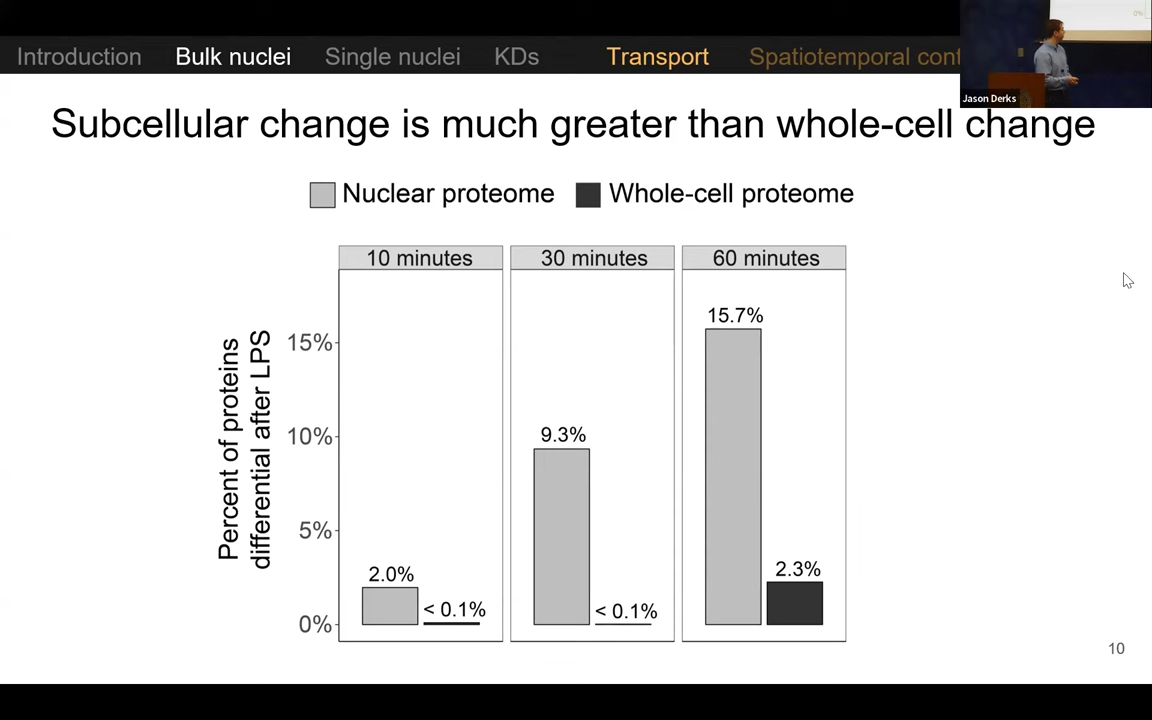 0%
Introduction Bulk nuclei Single nuclei KDs Transport Spatiotemporal cont
Jason Derks
Subcellular change is much greater than whole-cell change
Nuclear proteome Whole-cell proteome
10 minutes 30 minutes 60 minutes
Percent of proteins
differential after LPS
15%
10%
5%
0%
2.0%
< 0.1%
9.3%
< 0.1%
15.7%
2.3%
10